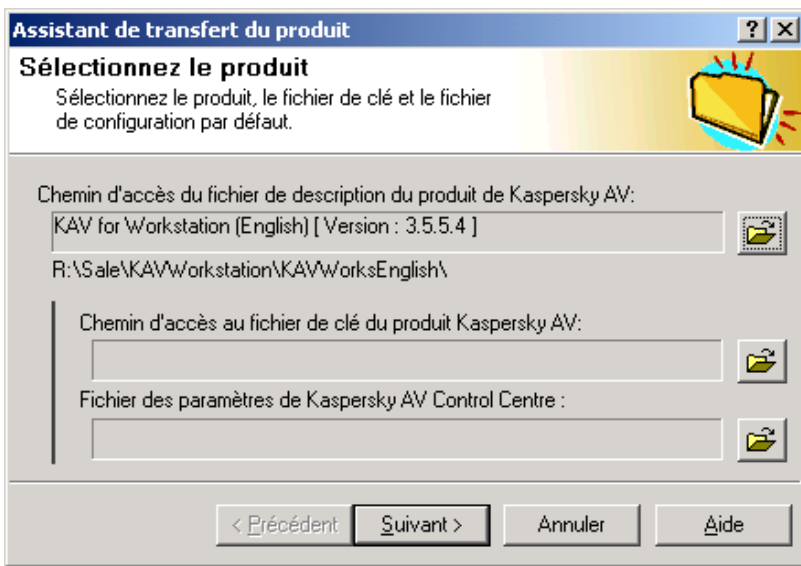 Assistant de transfert du produit
Sélectionnez le produit
Sélectionnez le produit, le fichier de clé et le fichier
de configuration par défaut.
Chemin d'accès du fichier de description du produit de Kaspersky AV:
KAV for Workstation (English) [ Version : 3.5.5.4 ]
R:\Sale\KAVWorkstation\KAVWorksEnglish\
Chemin d'accès au fichier de clé du produit Kaspersky AV:
Fichier des paramètres de Kaspersky AV Control Centre :
< Précédent Suivant > Annuler Aide